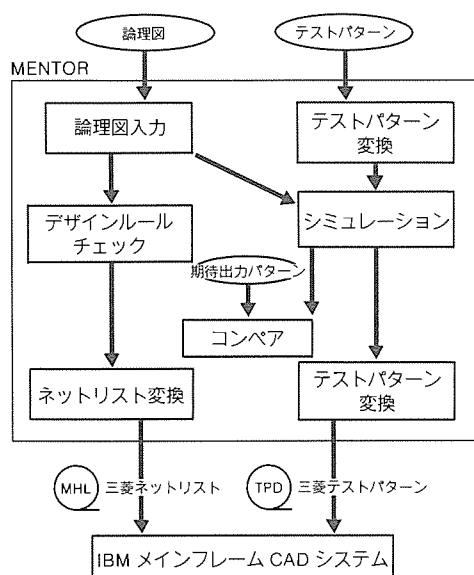 論理図
テストパターン
MENTOR
論理図入力
テストパターン
変換
デザインルール
チェック
シミュレーション
期待出力パターン
コンペア
ネットリスト変換
テストパターン
変換
MHL 三菱ネットリスト
TPD 三菱テストパターン
IBM メインフレーム CAD システム